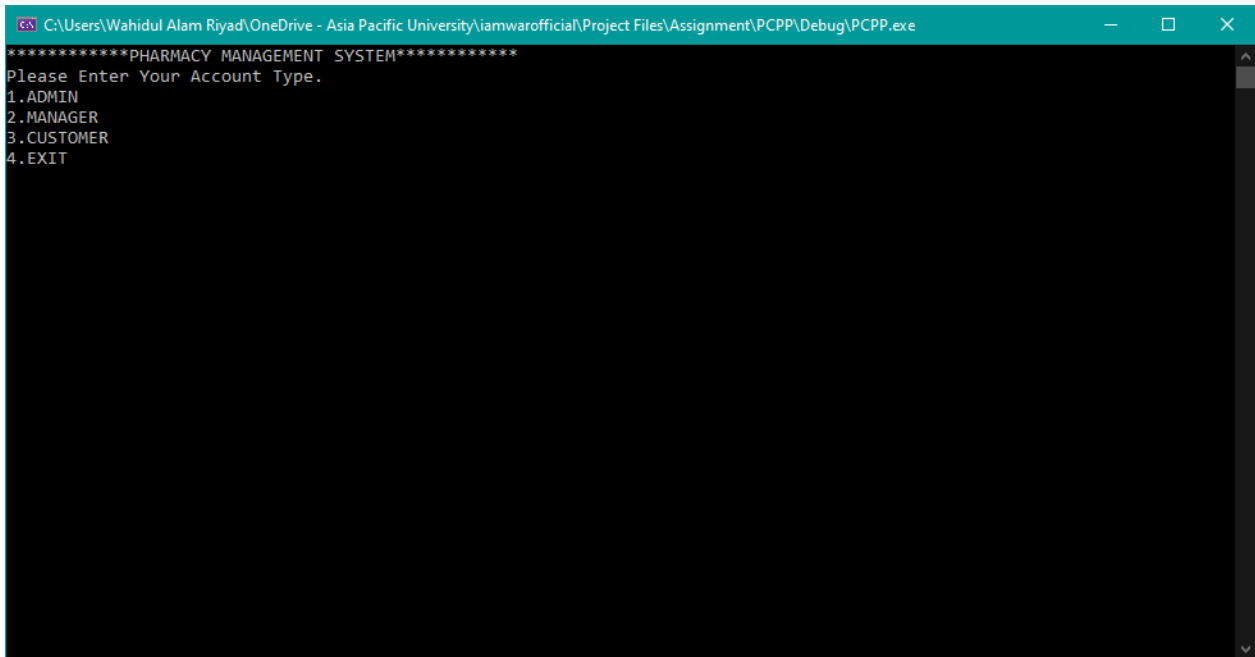 C:\Users\Wahidul Alam Riyad\OneDrive - Asia Pacific University\iamwarofficial\Project Files\Assignment\PCPP\Debug\PCPP.exe
************PHARMACY MANAGEMENT SYSTEM************
Please Enter Your Account Type.
1.ADMIN
2.MANAGER
3.CUSTOMER
4.EXIT